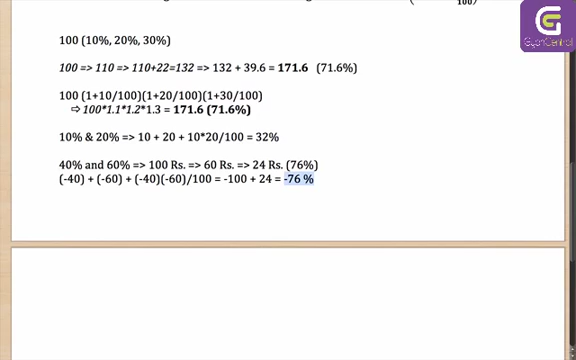 100
100 (10%, 20%, 30%)
100 => 110 => 110+22=132 => 132 + 39.6 = 171.6 (71.6%)
100 (1+10/100)(1+20/100)(1+30/100)
⇨ 100*1.1*1.2*1.3 = 171.6 (71.6%)
10% & 20% => 10 + 20 + 10*20/100 = 32%
40% and 60% => 100 Rs. => 60 Rs. => 24 Rs. (76%)
(-40) + (-60) + (-40)(-60)/100 = -100 + 24 = -76 %
G
GyanCentral